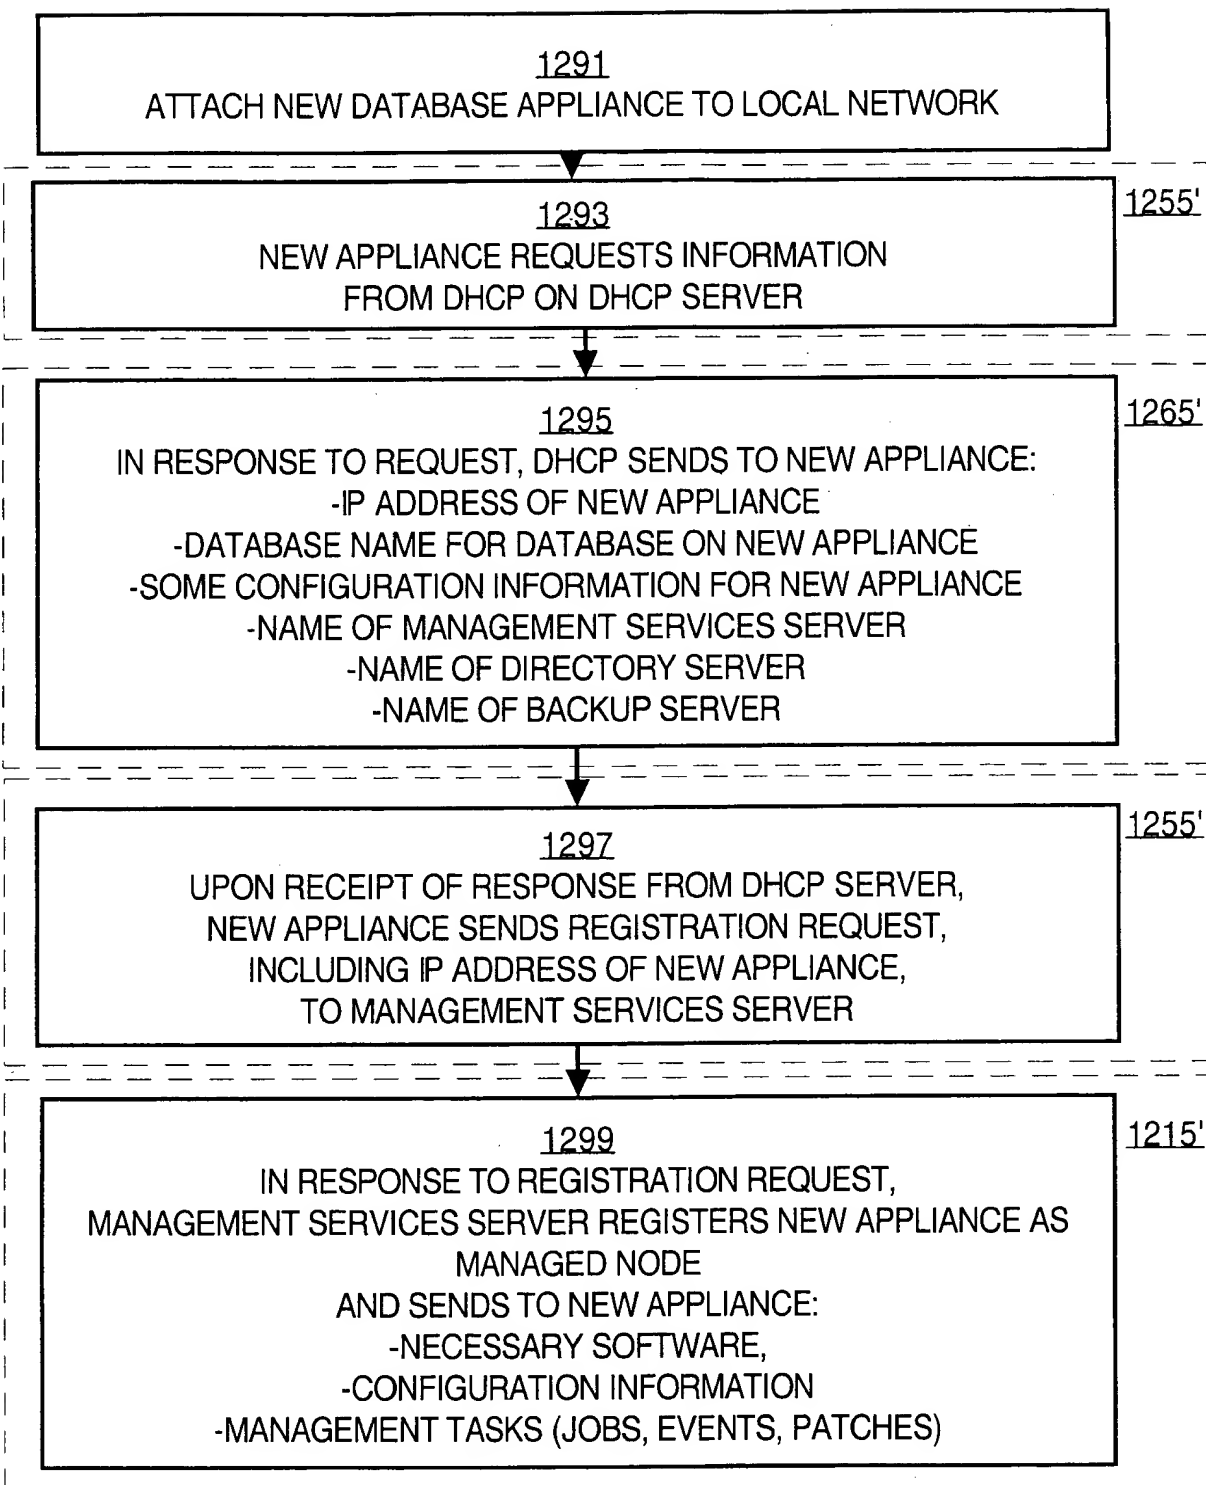 1291
ATTACH NEW DATABASE APPLIANCE TO LOCAL NETWORK
1255'
1293
NEW APPLIANCE REQUESTS INFORMATION
FROM DHCP ON DHCP SERVER
1265'
1295
IN RESPONSE TO REQUEST, DHCP SENDS TO NEW APPLIANCE:
-IP ADDRESS OF NEW APPLIANCE
-DATABASE NAME FOR DATABASE ON NEW APPLIANCE
-SOME CONFIGURATION INFORMATION FOR NEW APPLIANCE
-NAME OF MANAGEMENT SERVICES SERVER
-NAME OF DIRECTORY SERVER
-NAME OF BACKUP SERVER
1255'
1297
UPON RECEIPT OF RESPONSE FROM DHCP SERVER,
NEW APPLIANCE SENDS REGISTRATION REQUEST,
INCLUDING IP ADDRESS OF NEW APPLIANCE,
TO MANAGEMENT SERVICES SERVER
1215'
1299
IN RESPONSE TO REGISTRATION REQUEST,
MANAGEMENT SERVICES SERVER REGISTERS NEW APPLIANCE AS
MANAGED NODE
AND SENDS TO NEW APPLIANCE:
-NECESSARY SOFTWARE,
-CONFIGURATION INFORMATION
-MANAGEMENT TASKS (JOBS, EVENTS, PATCHES)